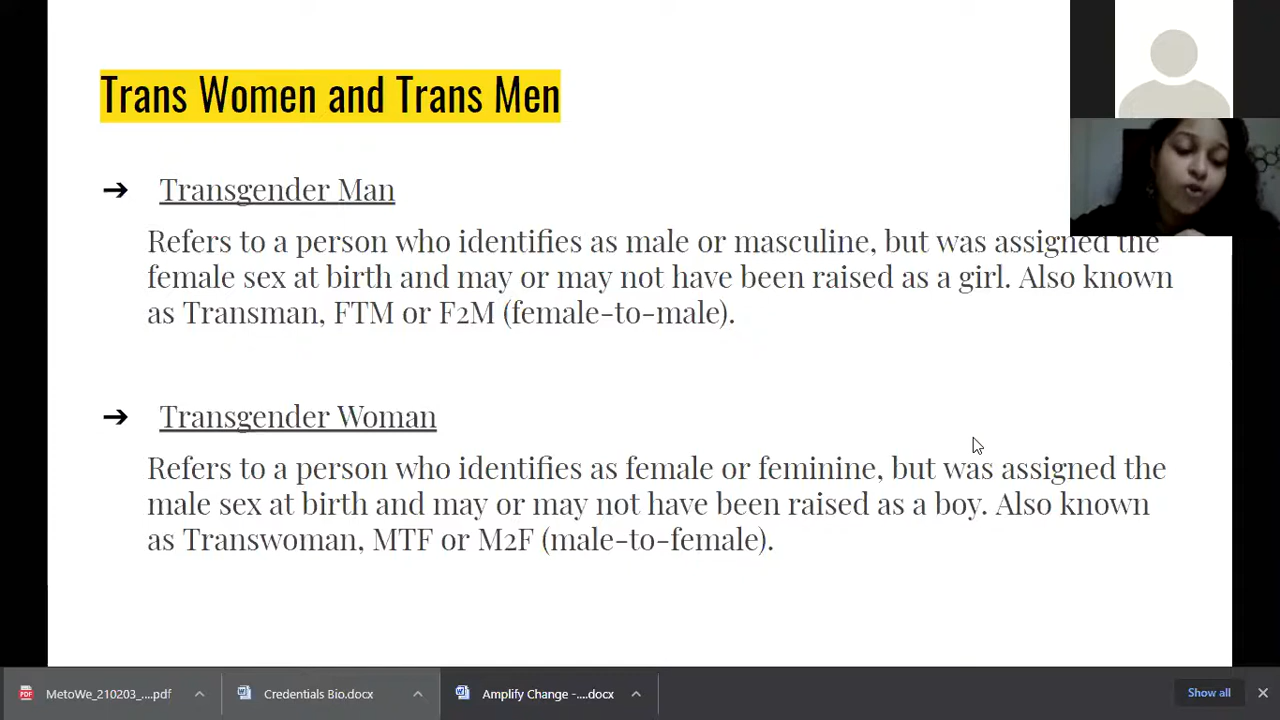 Trans Women and Trans Men
➔ Transgender Man
Refers to a person who identifies as male or masculine, but was assigned the
female sex at birth and may or may not have been raised as a girl. Also known
as Transman, FTM or F2M (female-to-male).
➔ Transgender Woman
Refers to a person who identifies as female or feminine, but was assigned the
male sex at birth and may or may not have been raised as a boy. Also known
as Transwoman, MTF or M2F (male-to-female).
PDF MetoWe_210203_....pdf
Credentials Bio.docx
Amplify Change -....docx
Show all